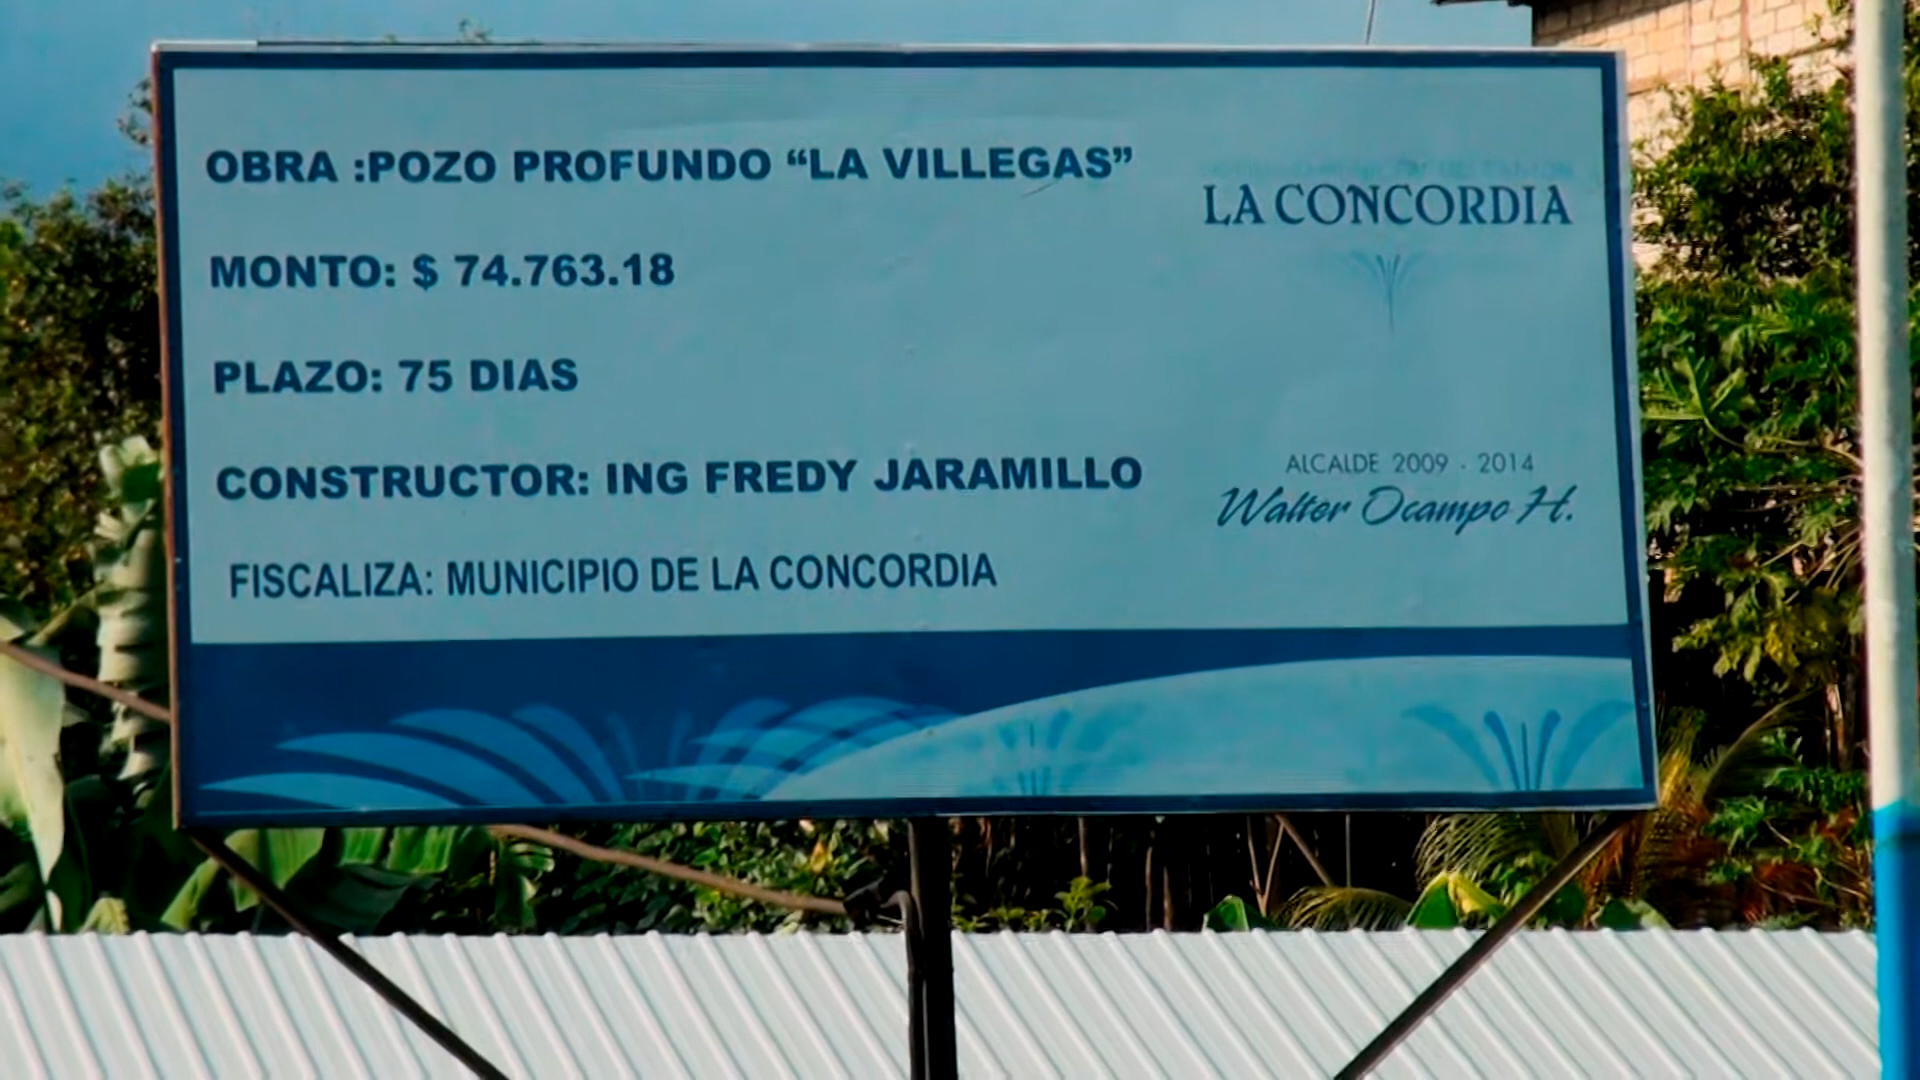 OBRA :POZO PROFUNDO “LA VILLEGAS”
MONTO: $ 74.763.18
PLAZO: 75 DIAS
CONSTRUCTOR: ING FREDY JARAMILLO
FISCALIZA: MUNICIPIO DE LA CONCORDIA
LA CONCORDIA
ALCALDE 2009 - 2014
Walter Ocampo H.